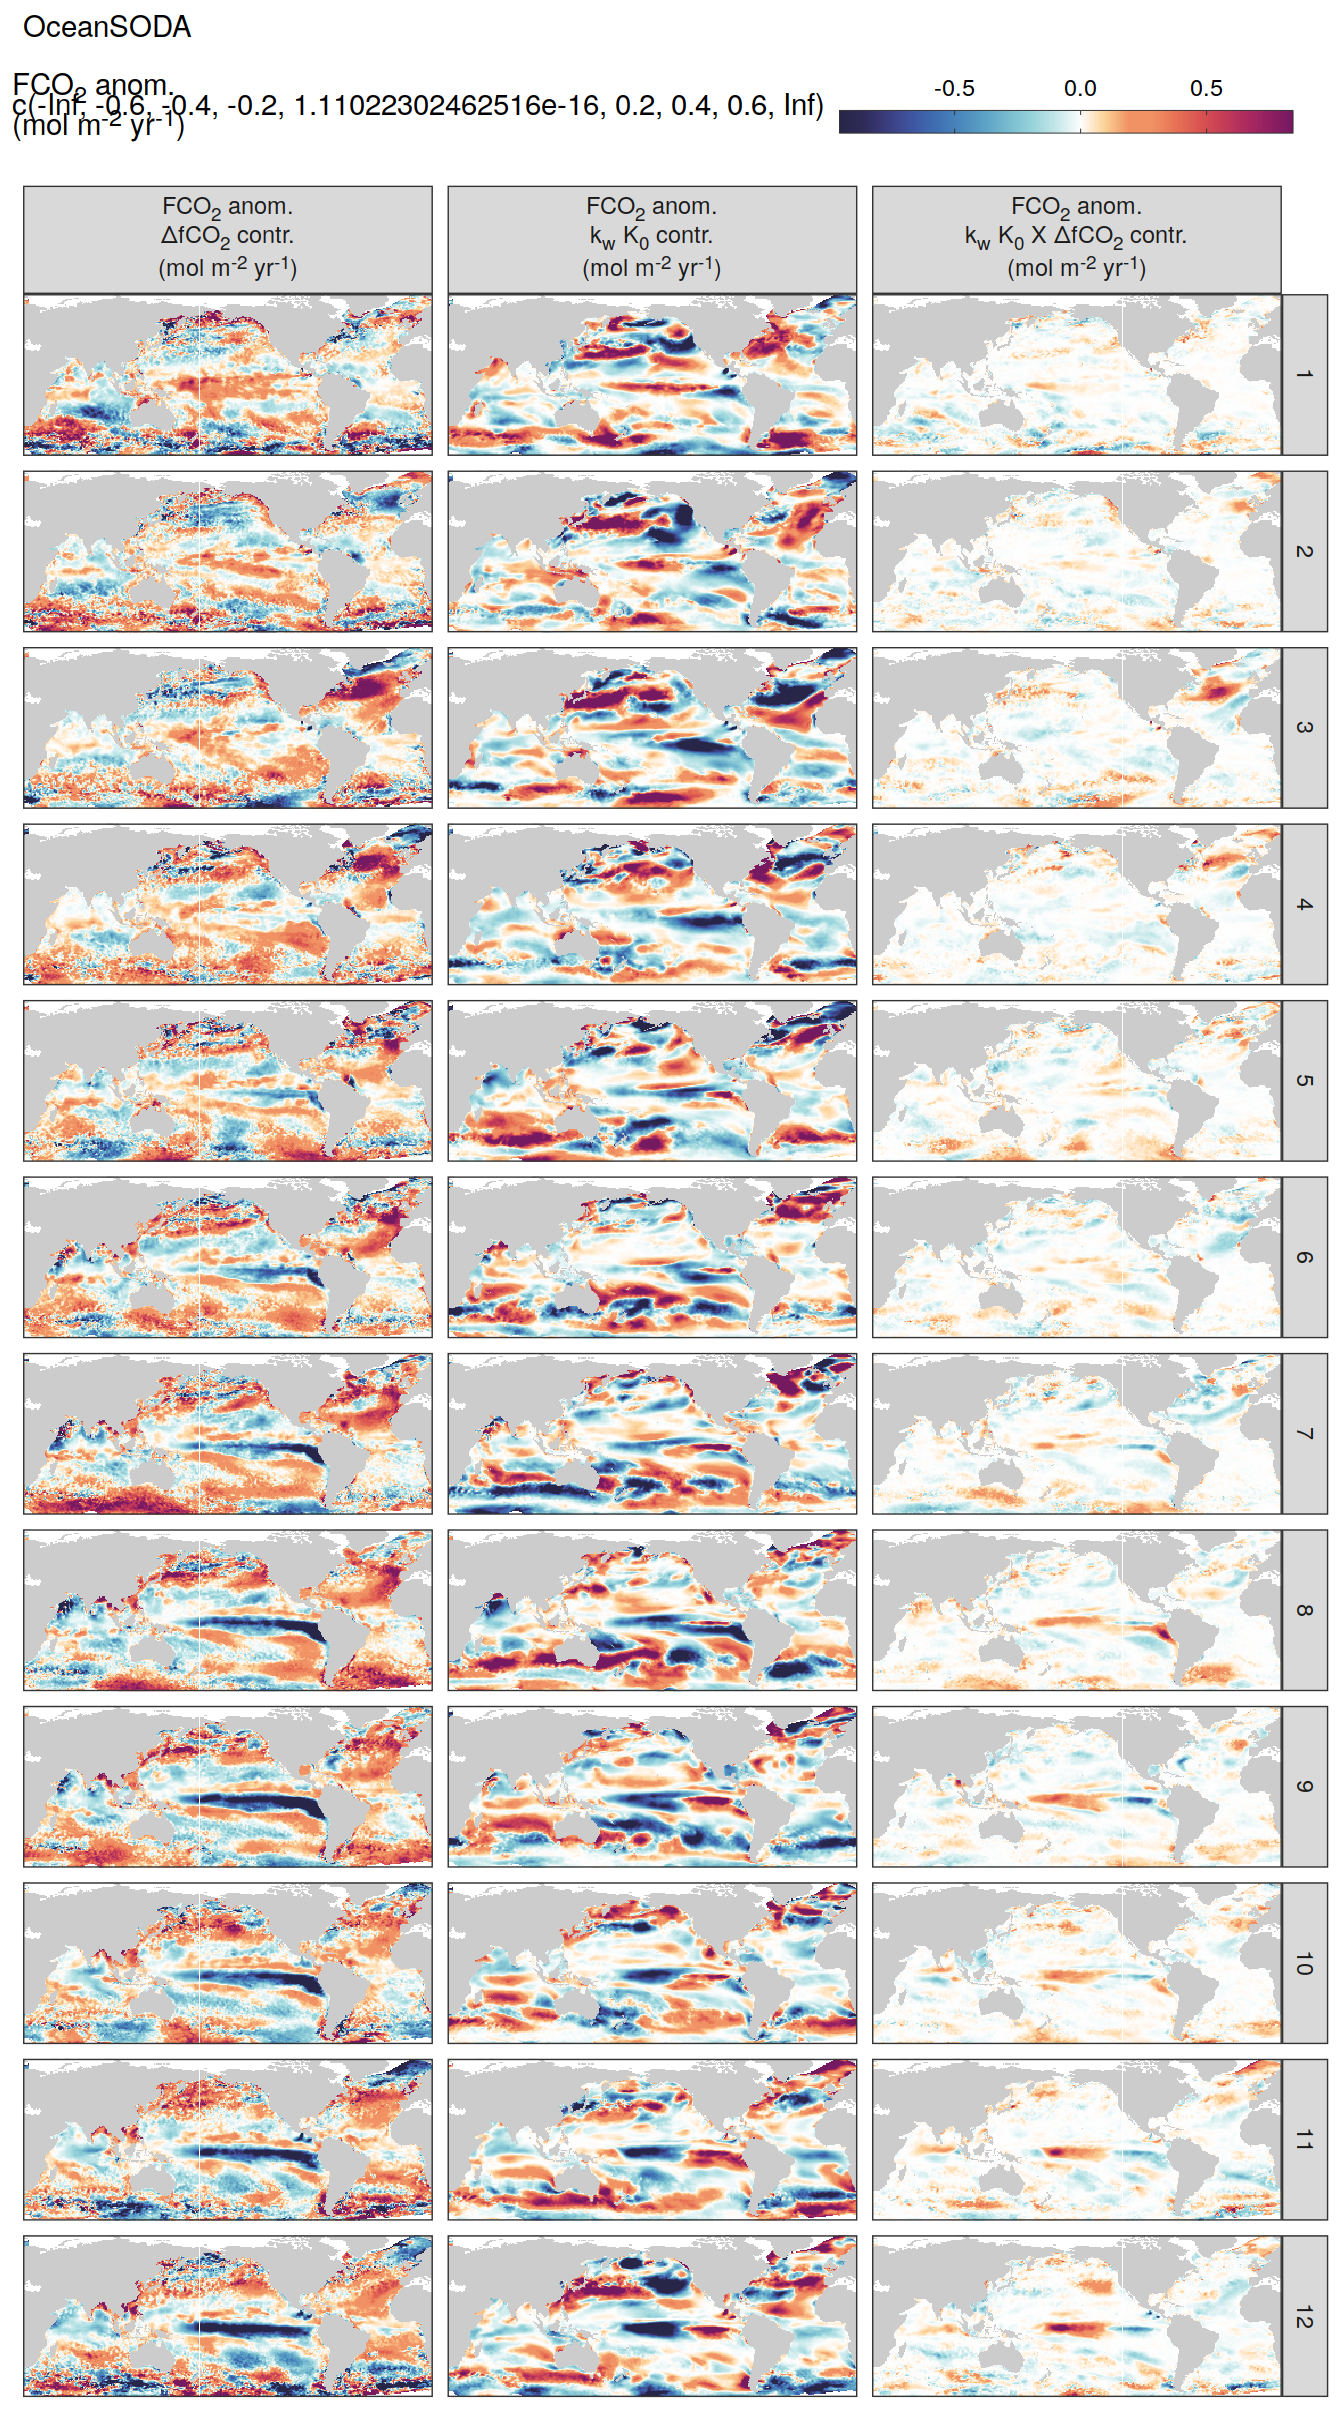 OceanSODA
FCO₂ anom.
c(-Inf, -0.6, -0.4, -0.2, 1.11022302462516e-16, 0.2, 0.4, 0.6, Inf)
(mol m⁻² yr⁻¹)
-0.5 0.0 0.5
FCO₂ anom.
ΔfCO₂ contr.
(mol m⁻² yr⁻¹)
FCO₂ anom.
k_w K₀ contr.
(mol m⁻² yr⁻¹)
FCO₂ anom.
k_w K₀ X ΔfCO₂ contr.
(mol m⁻² yr⁻¹)
1
2
3
4
5
6
7
8
9
10
11
12